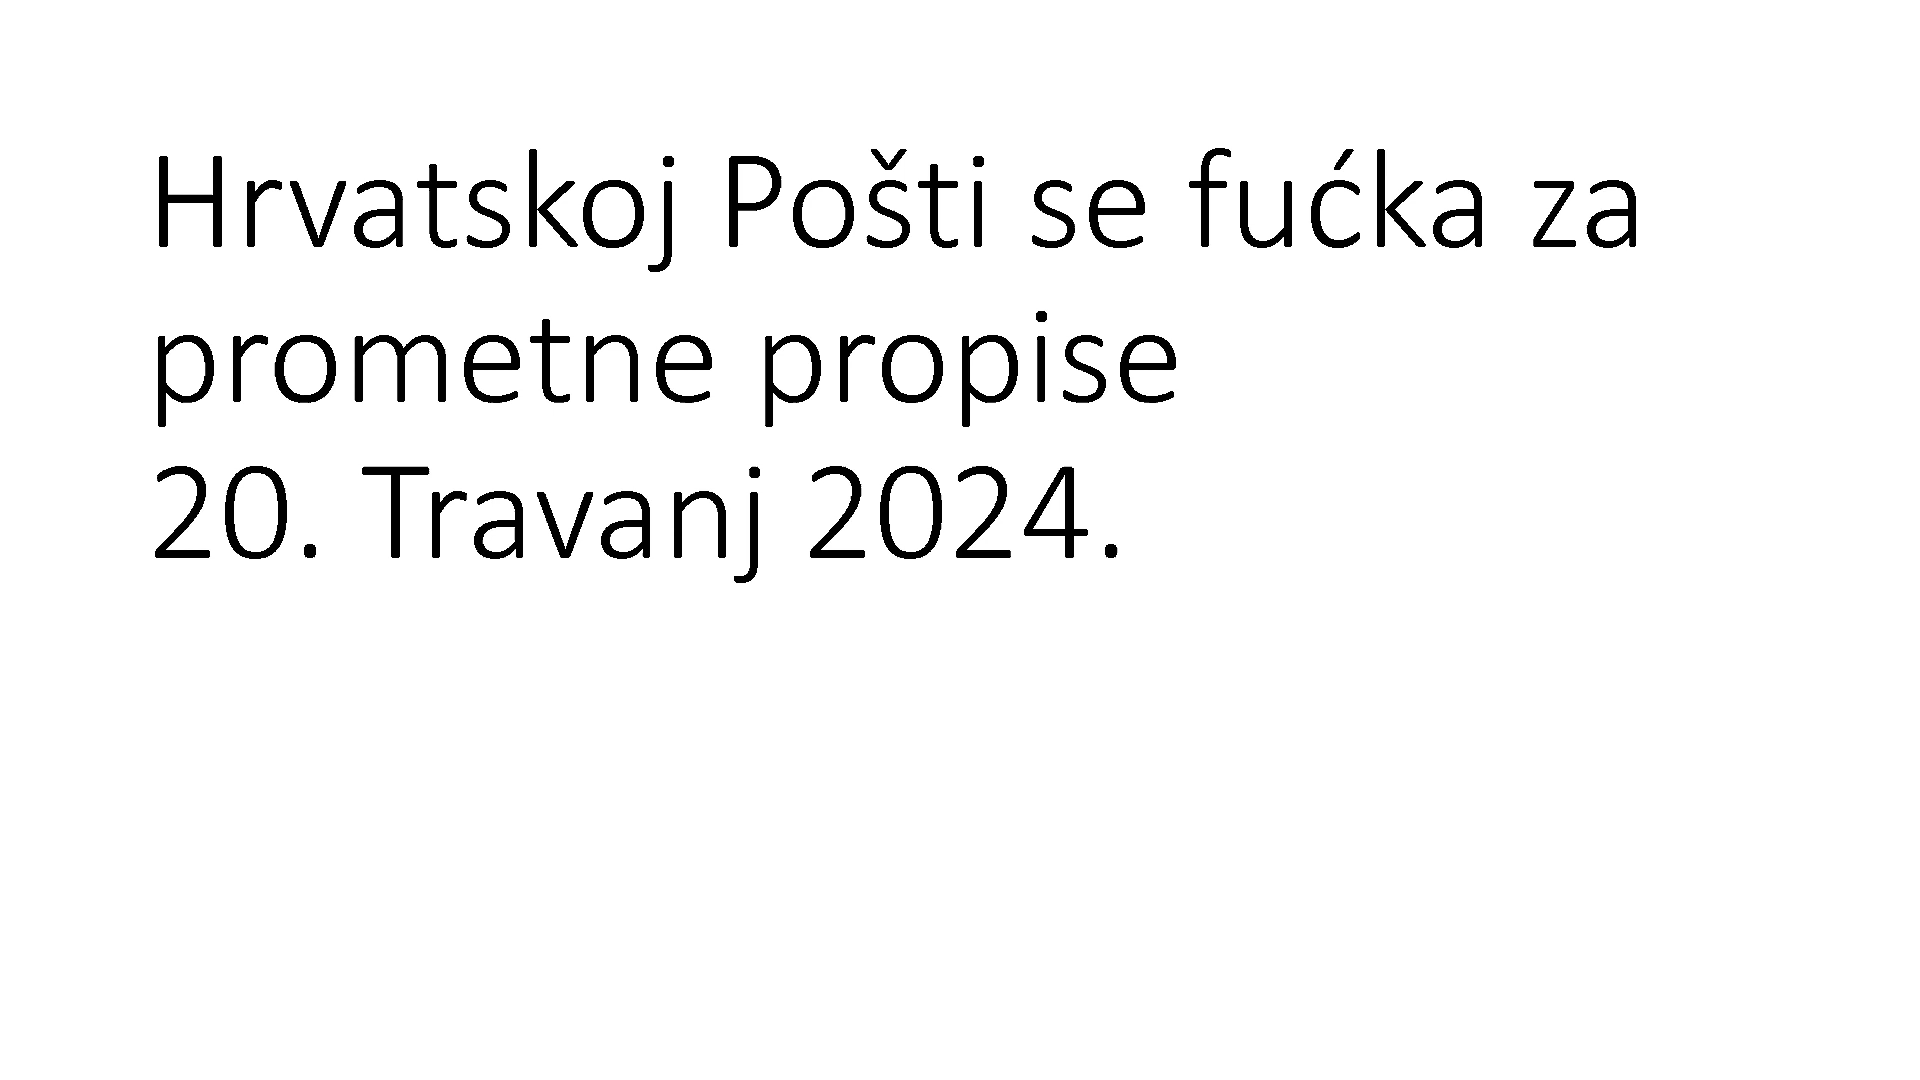 Hrvatskoj Pošti se fućka za
prometne propise
20. Travanj 2024.